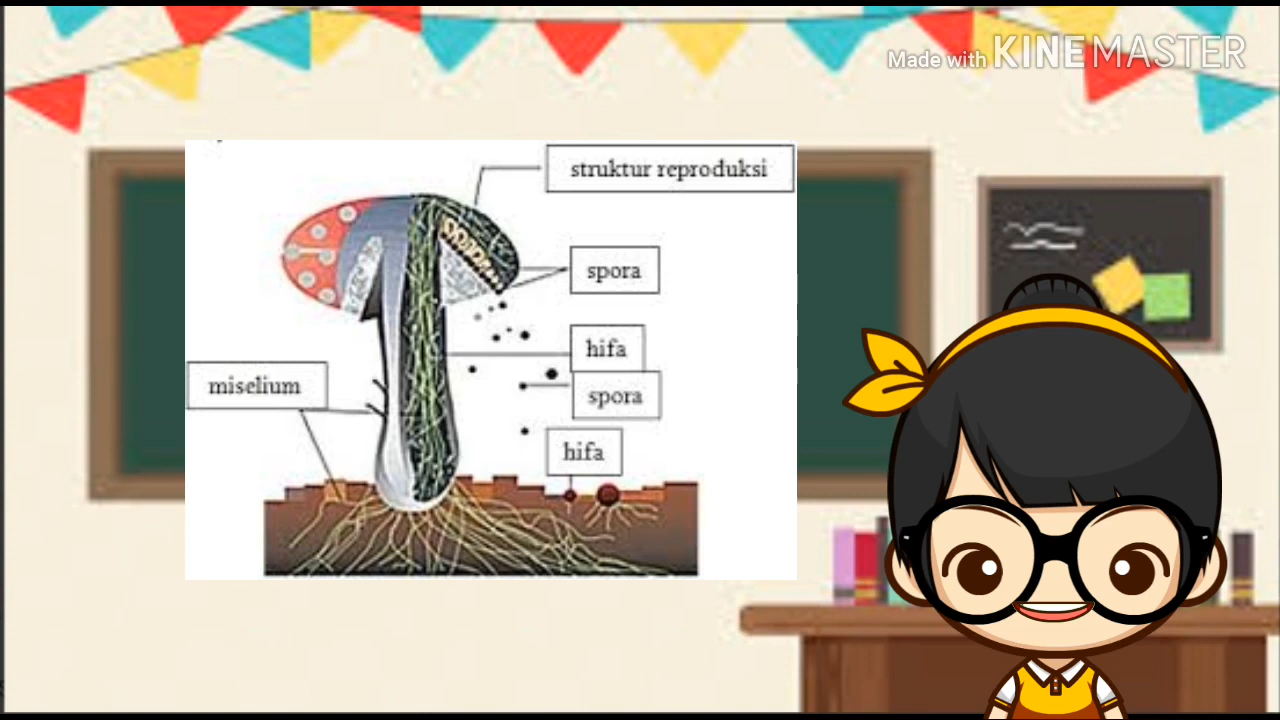 Made with KINEMASTER
struktur reproduksi
spora
hifa
miselium
spora
hifa